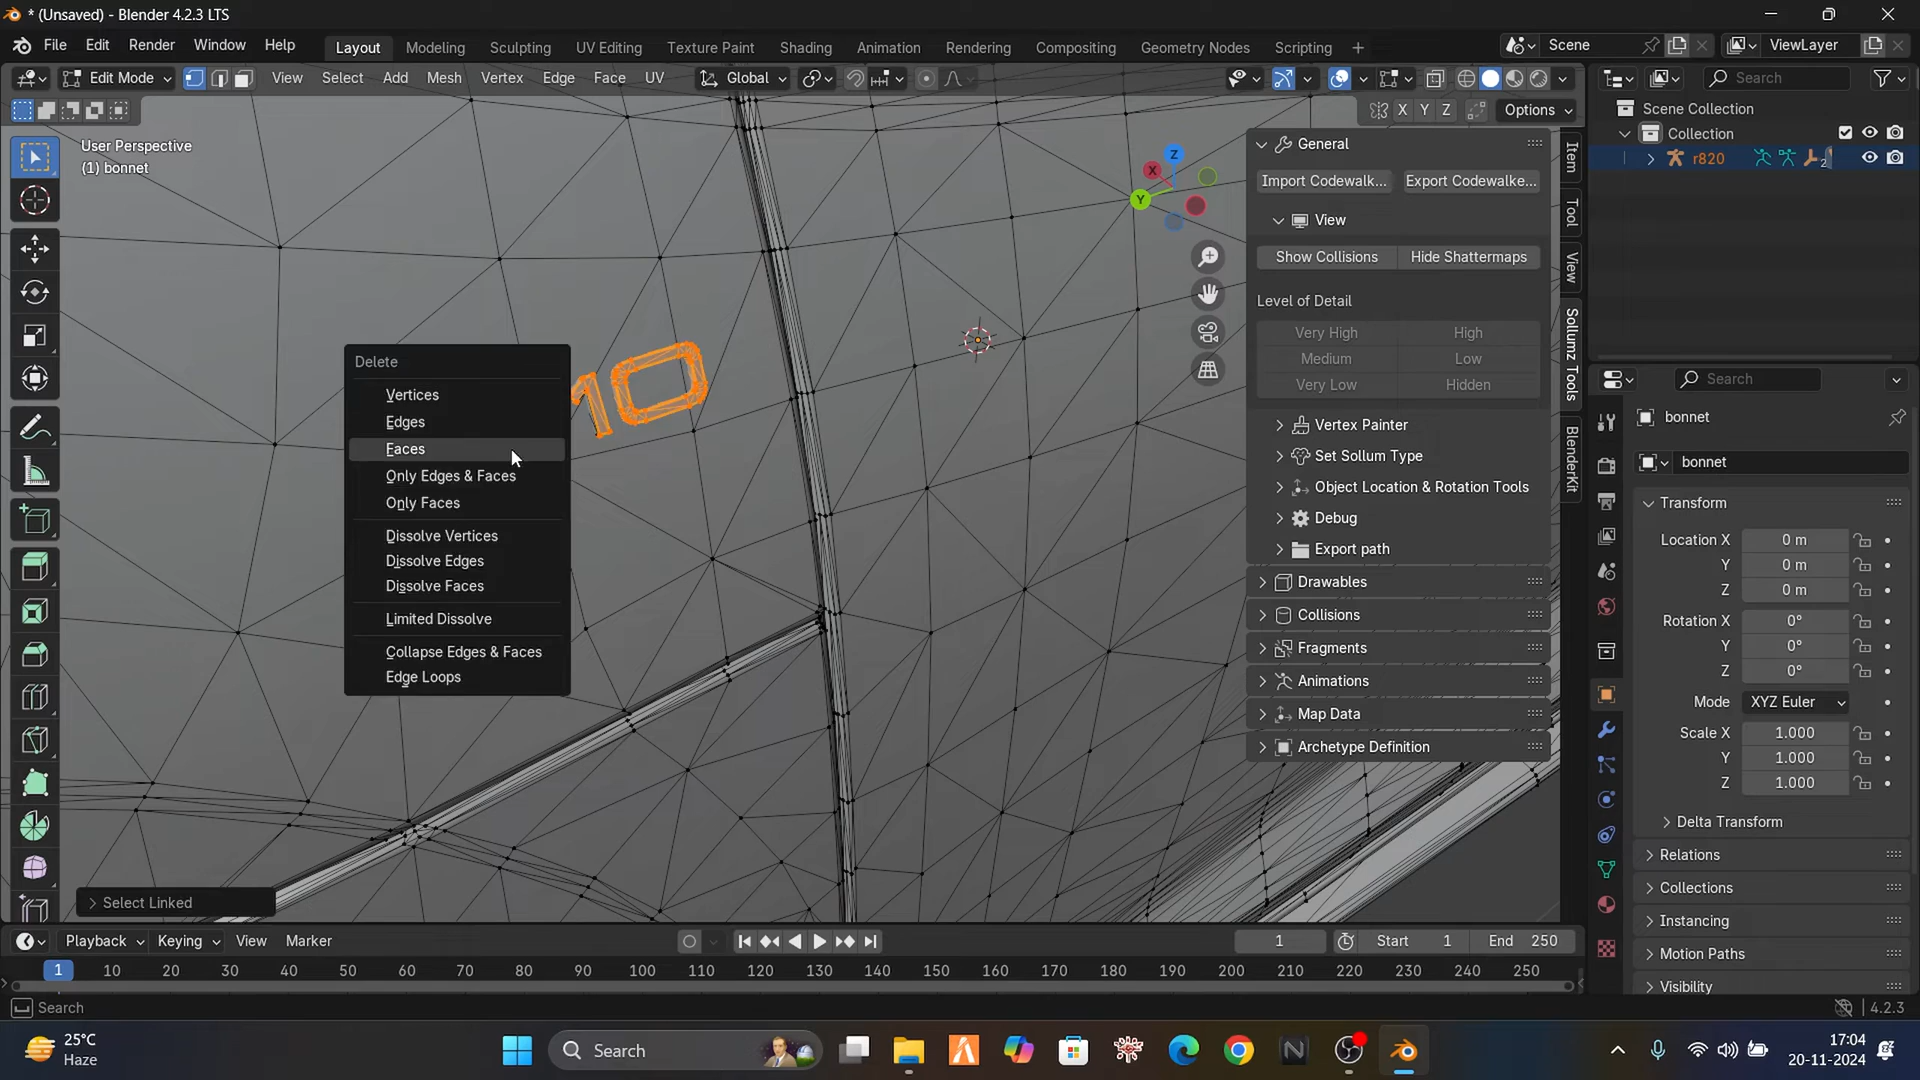 * (Unsaved) - Blender 4.2.3 LTS
File Edit Render Window Help Layout Modeling Sculpting UV Editing Texture Paint Shading Animation Rendering Compositing Geometry Nodes Scripting + Scene ViewLayer
Edit Mode View Select Add Mesh Vertex Edge Face UV Global Search
X Y Z Options
User Perspective
(1) bonnet
Z
X
Y
10
Delete
Vertices
Edges
Faces
Only Edges & Faces
Only Faces
Dissolve Vertices
Dissolve Edges
Dissolve Faces
Limited Dissolve
Collapse Edges & Faces
Edge Loops
Select Linked
General
Import Codewalk... Export Codewalke...
View
Show Collisions Hide Shattermaps
Level of Detail
Very High High
Medium Low
Very Low Hidden
Vertex Painter
Set Sollum Type
Object Location & Rotation Tools
Debug
Export path
Drawables
Collisions
Fragments
Animations
Map Data
Archetype Definition
Item
Tool
View
Sollumz Tools
BlenderKit
Scene Collection
Collection
r820 2
Search
bonnet
bonnet
Transform
Location X 0 m
Y 0 m
Z 0 m
Rotation X 0°
Y 0°
Z 0°
Mode XYZ Euler
Scale X 1.000
Y 1.000
Z 1.000
Delta Transform
Relations
Collections
Instancing
Motion Paths
Visibility
Playback Keying View Marker 1 Start 1 End 250
1 10 20 30 40 50 60 70 80 90 100 110 120 130 140 150 160 170 180 190 200 210 220 230 240 250
Search 4.2.3
25°C
Haze
Search
17:04
20-11-2024